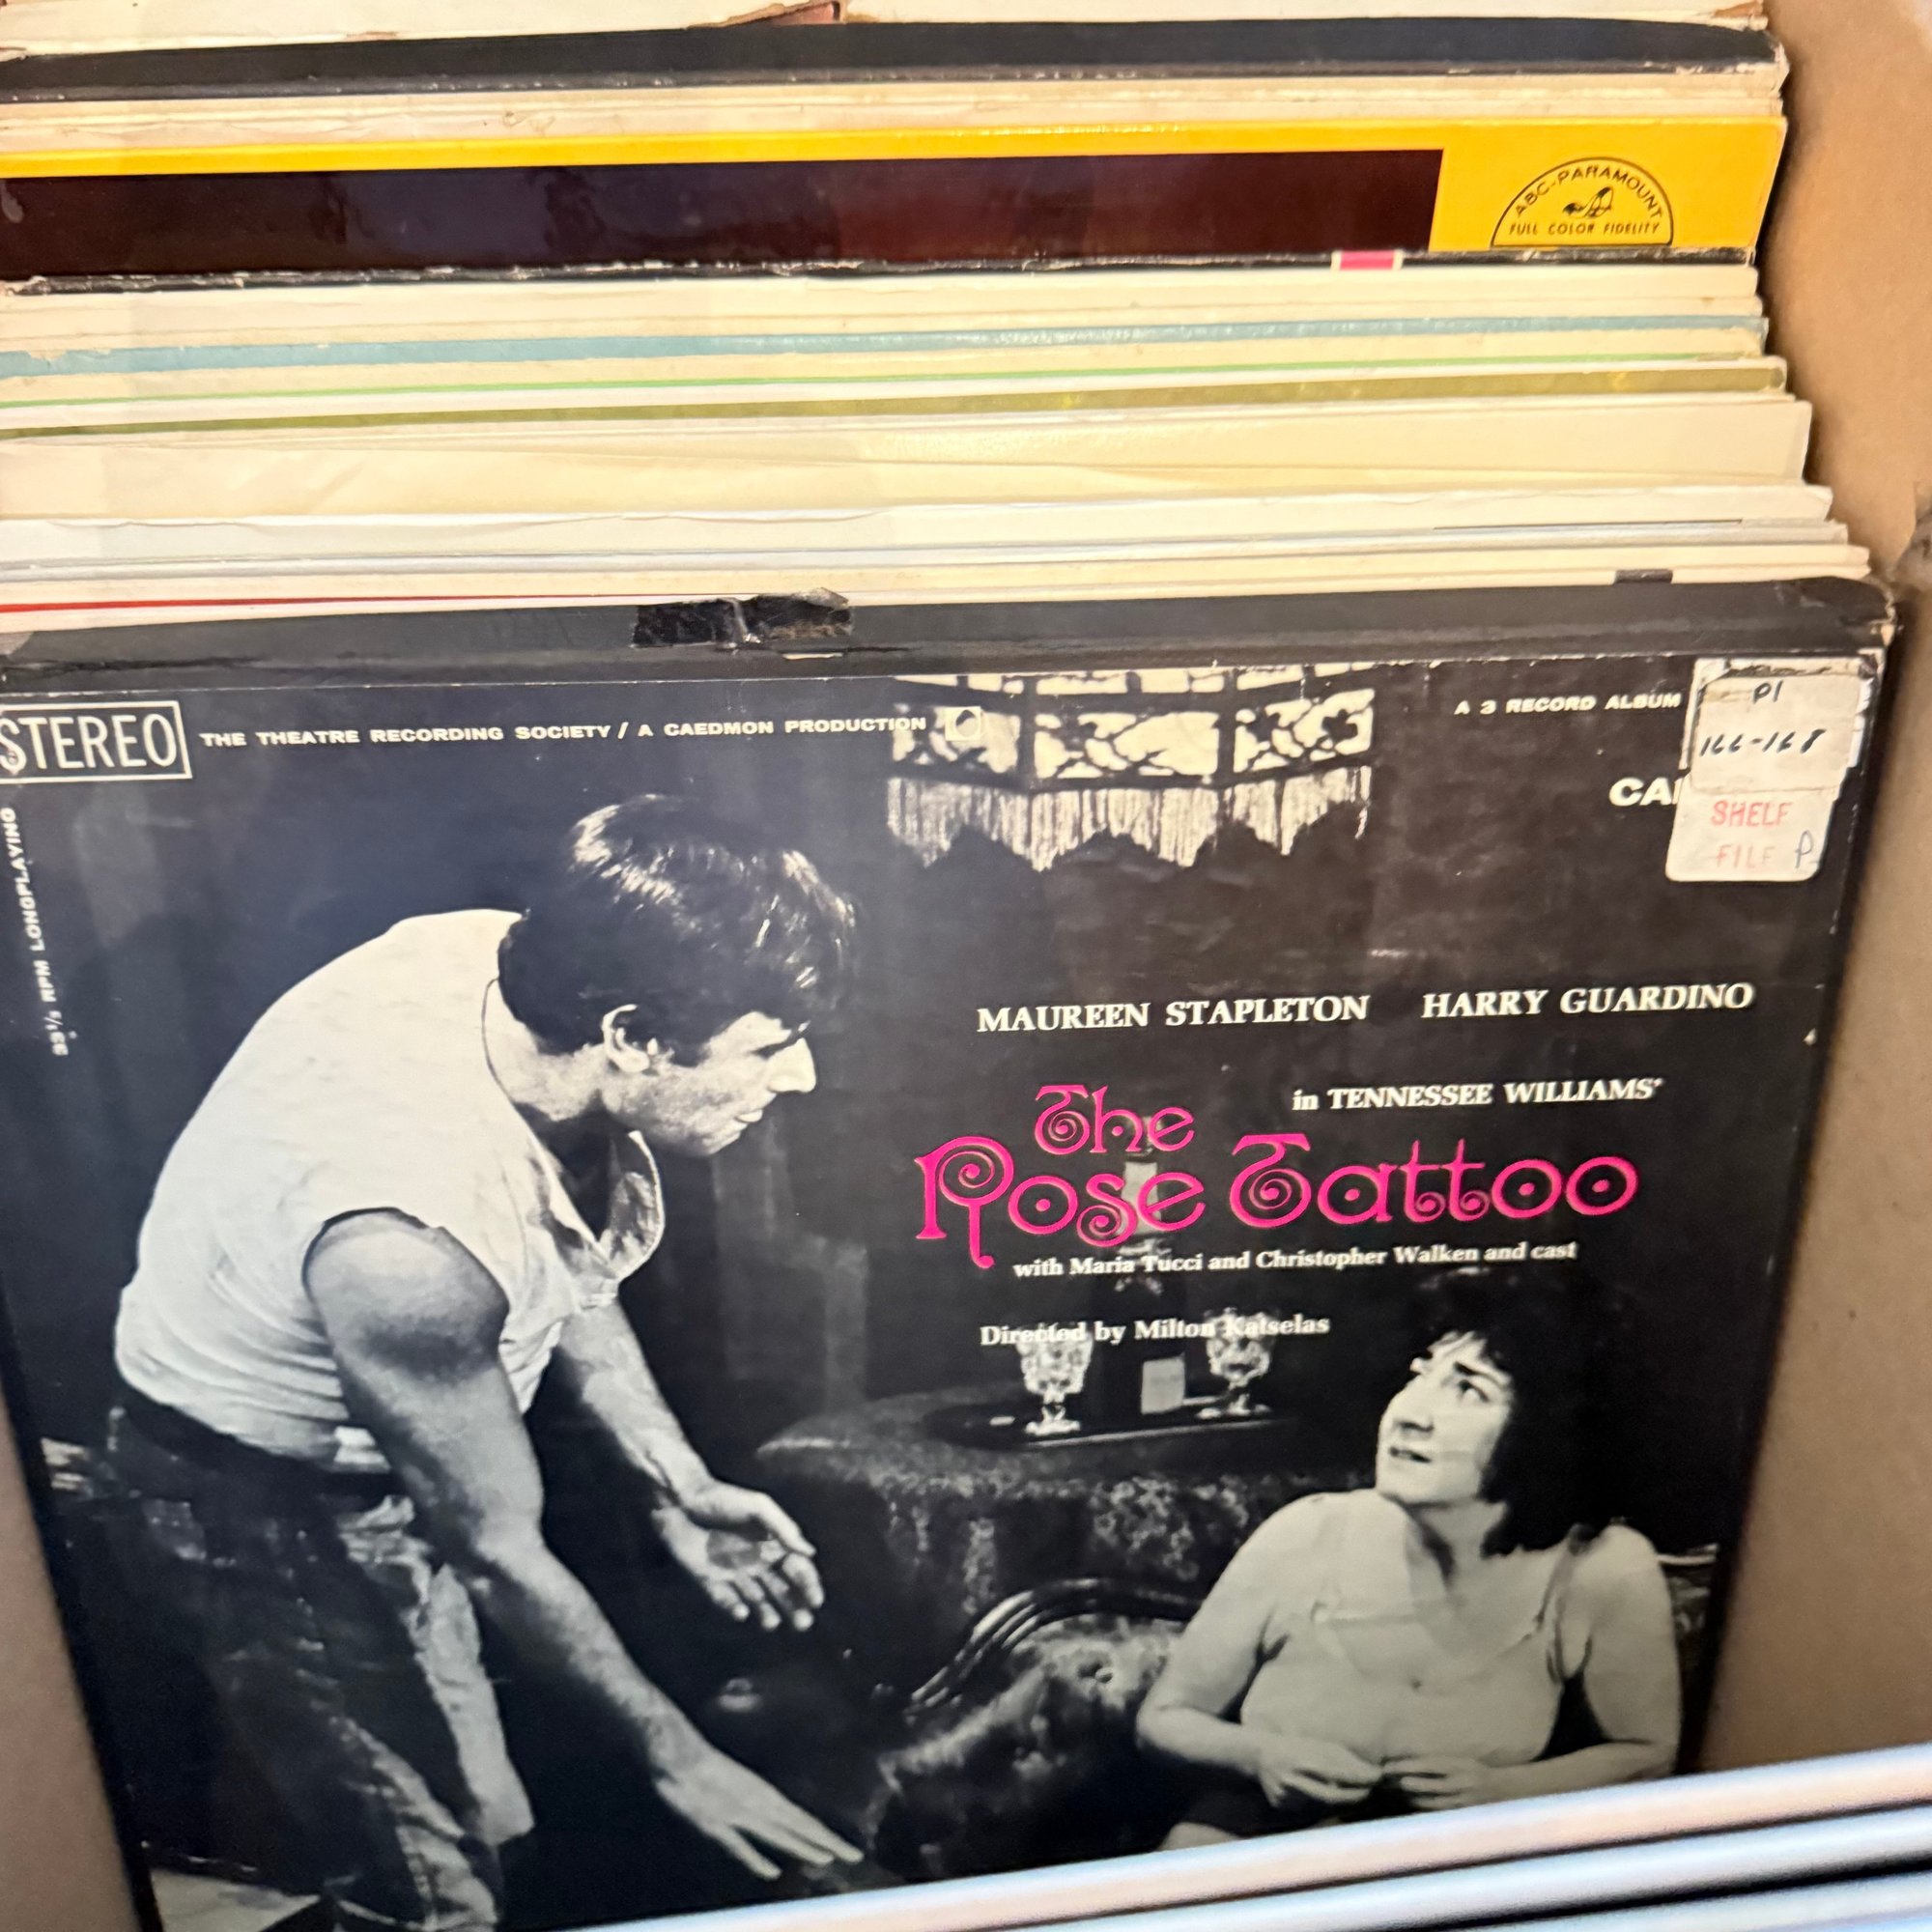 ABC-PARAMOUNT
FULL COLOR FIDELITY
STEREO
THE THEATRE RECORDING SOCIETY / A CAEDMON PRODUCTION
A 3 RECORD ALBUM
P1
166-168
CA
SHELF
FILE P
33⅓ RPM LONGPLAYING
MAUREEN STAPLETON HARRY GUARDINO
in TENNESSEE WILLIAMS'
The
Rose Tattoo
with Maria Tucci and Christopher Walken and cast
Directed by Milton Katselas